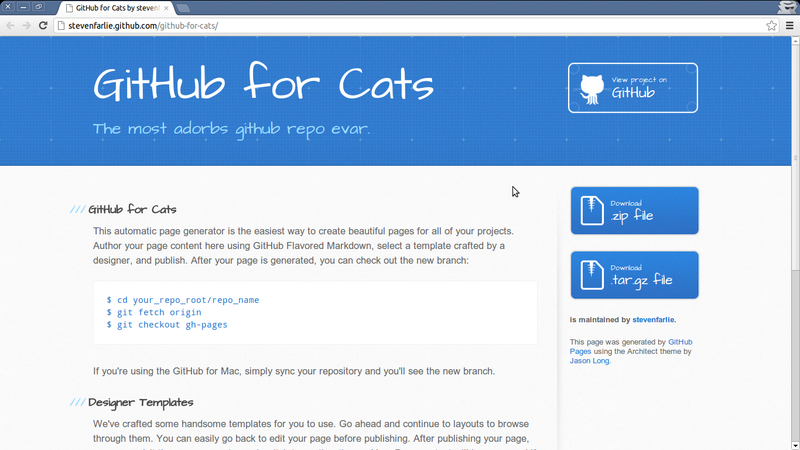 GitHub for Cats by steven
stevenfarlie.github.com/github-for-cats/
GitHub for Cats
The most adorbs github repo evar.
View project on
GitHub
/// GitHub for Cats
This automatic page generator is the easiest way to create beautiful pages for all of your projects.
Author your page content here using GitHub Flavored Markdown, select a template crafted by a
designer, and publish. After your page is generated, you can check out the new branch:
$ cd your_repo_root/repo_name
$ git fetch origin
$ git checkout gh-pages
If you're using the GitHub for Mac, simply sync your repository and you'll see the new branch.
/// Designer Templates
We've crafted some handsome templates for you to use. Go ahead and continue to layouts to browse
through them. You can easily go back to edit your page before publishing. After publishing your page,
Download
.zip file
Download
.tar.gz file
is maintained by stevenfarlie.
This page was generated by GitHub
Pages using the Architect theme by
Jason Long.